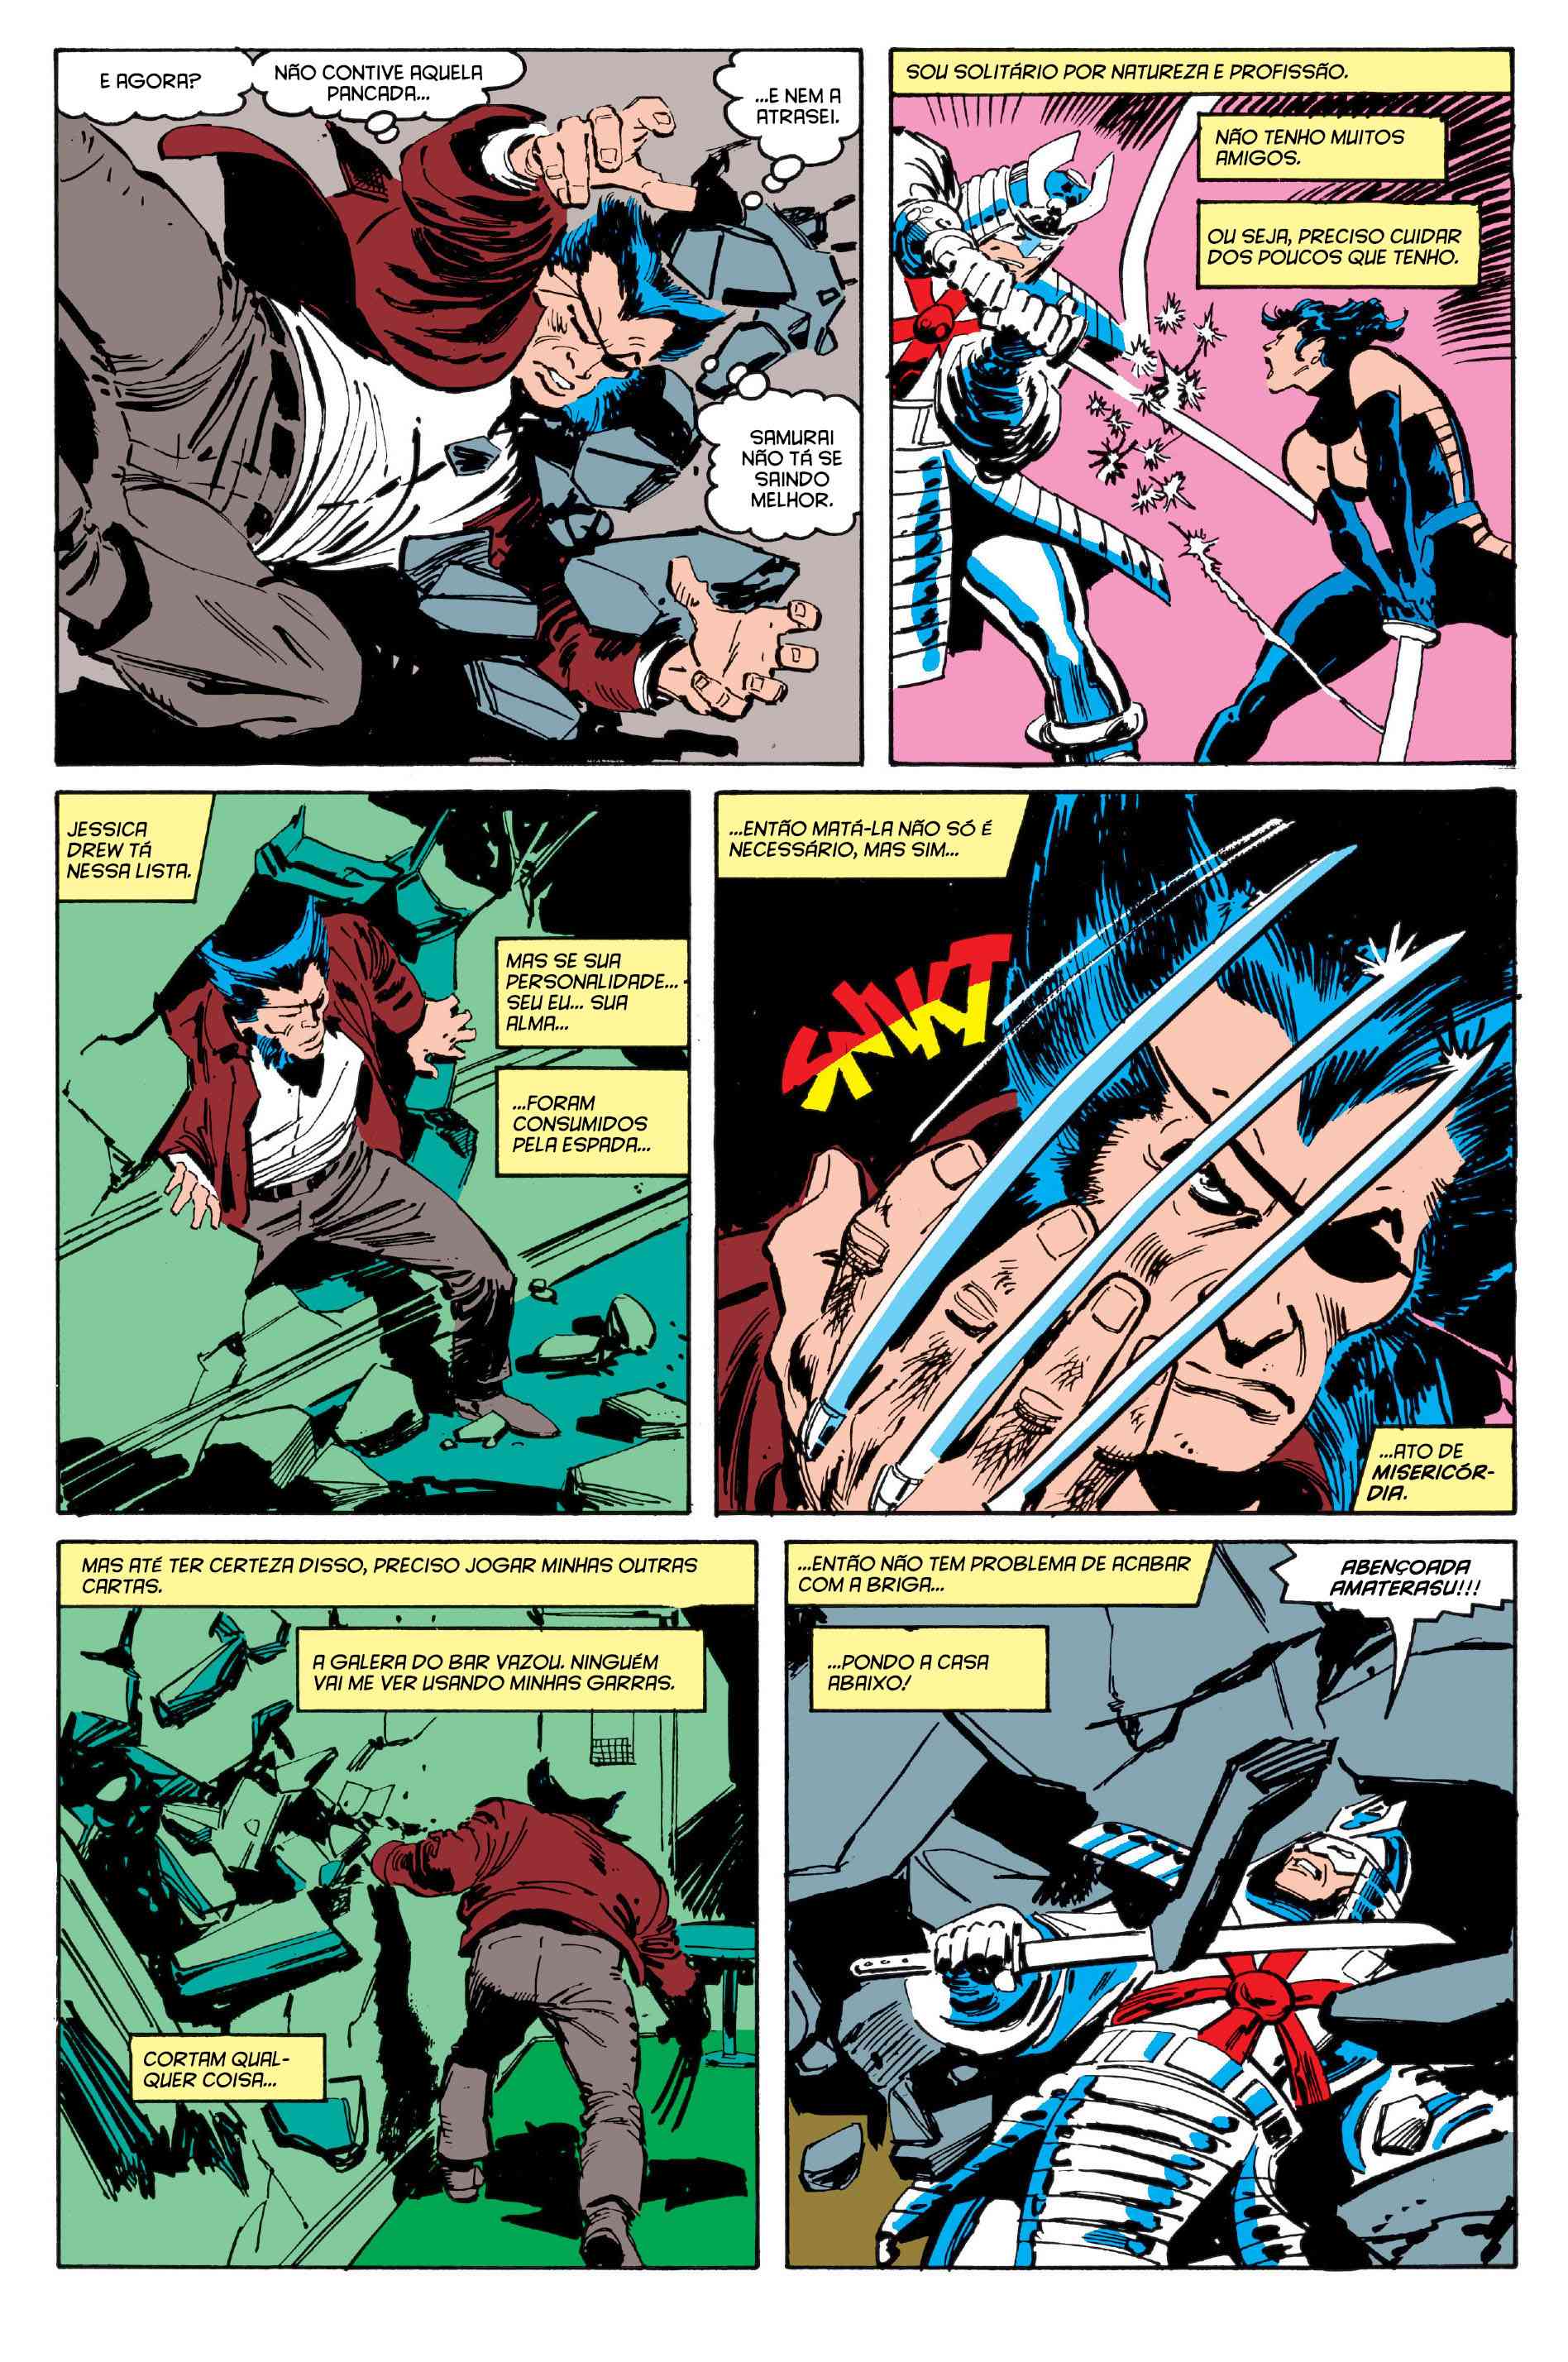 E AGORA?
NÃO CONTIVE AQUELA
PANCADA...
...E NEM A
ATRASEI.
SAMURAI
NÃO TÁ SE
SAINDO
MELHOR.
SOU SOLITÁRIO POR NATUREZA E PROFISSÃO.
NÃO TENHO MUITOS
AMIGOS.
OU SEJA, PRECISO CUIDAR
DOS POUCOS QUE TENHO.
JESSICA
DREW TÁ
NESSA LISTA.
MAS SE SUA
PERSONALIDADE...
SEU EU... SUA
ALMA...
...FORAM
CONSUMIDOS
PELA ESPADA...
...ENTÃO MATÁ-LA NÃO SÓ É
NECESSÁRIO, MAS SIM...
SNIKT
...ATO DE
MISERICÓR-
DIA.
MAS ATÉ TER CERTEZA DISSO, PRECISO JOGAR MINHAS OUTRAS
CARTAS.
A GALERA DO BAR VAZOU. NINGUÉM
VAI ME VER USANDO MINHAS GARRAS.
CORTAM QUAL-
QUER COISA...
...ENTÃO NÃO TEM PROBLEMA DE ACABAR
COM A BRIGA...
...PONDO A CASA
ABAIXO!
ABENÇOADA
AMATERASU!!!